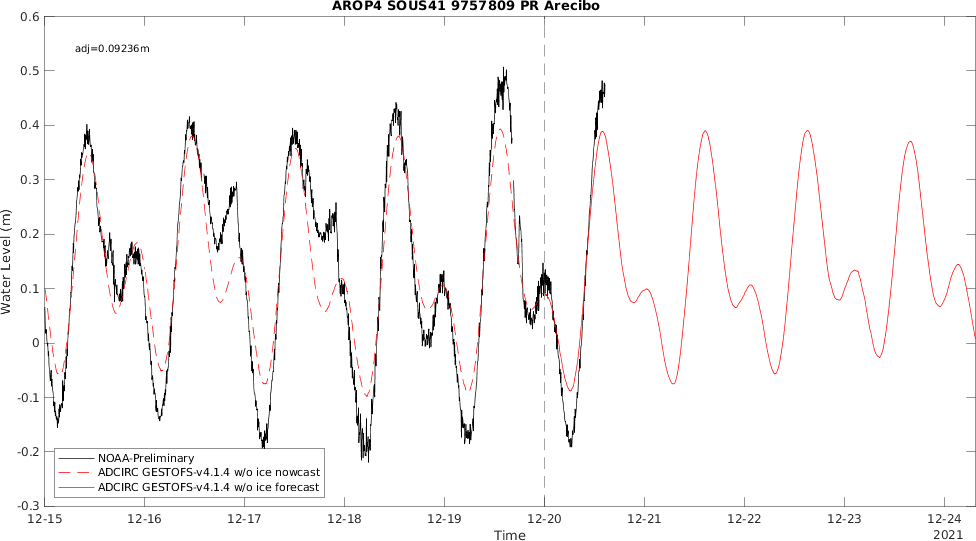 AROP4 SOUS41 9757809 PR Arecibo
adj=0.09236m
0.6
0.5
0.4
0.3
0.2
0.1
0
-0.1
-0.2
-0.3
Water Level (m)
NOAA-Preliminary
ADCIRC GESTOFS-v4.1.4 w/o ice nowcast
ADCIRC GESTOFS-v4.1.4 w/o ice forecast
12-15 12-16 12-17 12-18 12-19 12-20 12-21 12-22 12-23 12-24
Time 2021